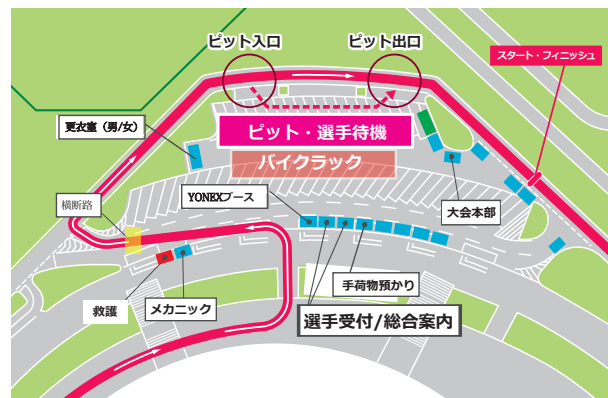 ピット入口
ピット出口
スタート・フィニッシュ
更衣室（男/女）
ピット・選手待機
バイクラック
横断路
YONEXブース
大会本部
手荷物預かり
救護
メカニック
選手受付/総合案内